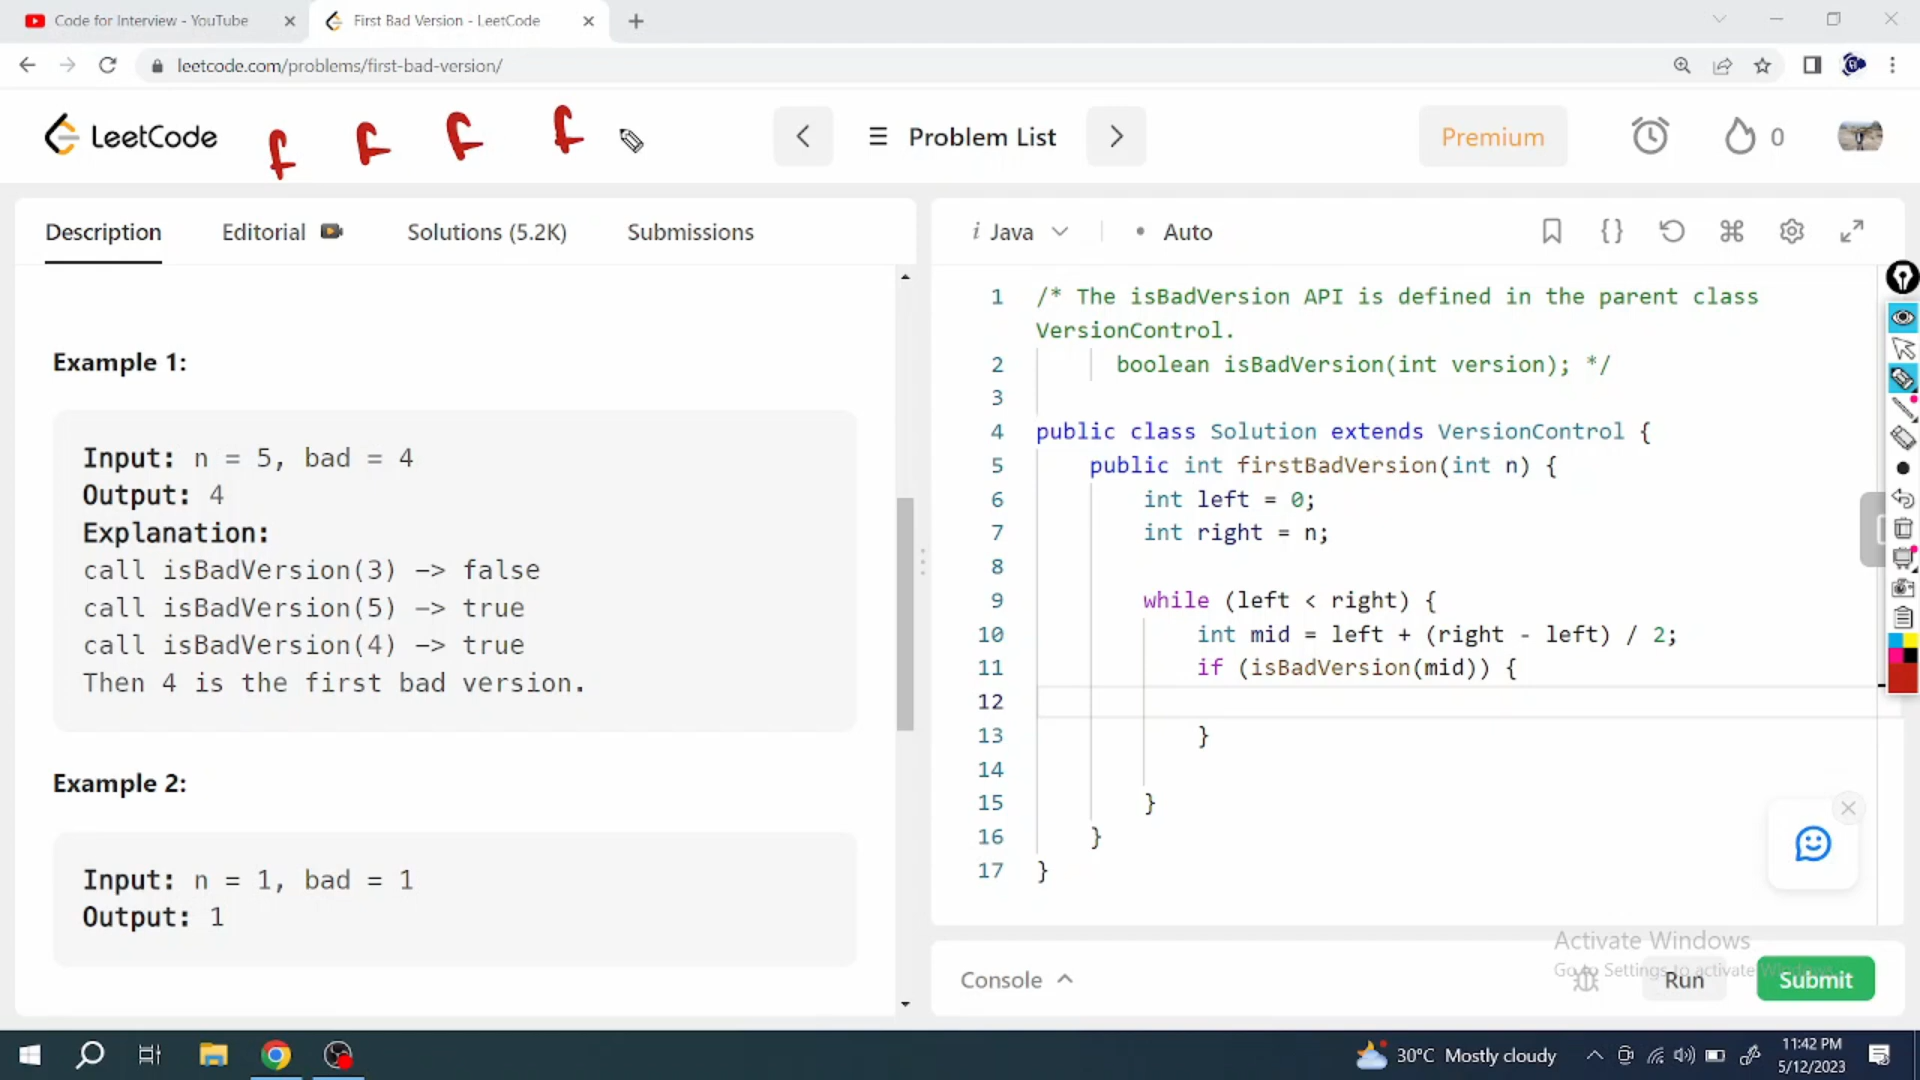 Code for Interview - YouTube
First Bad Version - LeetCode
leetcode.com/problems/first-bad-version/
LeetCode
f f f f
Problem List
Premium
0
Description
Editorial
Solutions (5.2K)
Submissions
Example 1:
Input: n = 5, bad = 4
Output: 4
Explanation:
call isBadVersion(3) -> false
call isBadVersion(5) -> true
call isBadVersion(4) -> true
Then 4 is the first bad version.
Example 2:
Input: n = 1, bad = 1
Output: 1
i Java
• Auto
1 /* The isBadVersion API is defined in the parent class
VersionControl.
2 boolean isBadVersion(int version); */
3
4 public class Solution extends VersionControl {
5 public int firstBadVersion(int n) {
6 int left = 0;
7 int right = n;
8
9 while (left < right) {
10 int mid = left + (right - left) / 2;
11 if (isBadVersion(mid)) {
12
13 }
14
15 }
16 }
17 }
Activate Windows
Go to Settings to activate Windows.
Console
Run
Submit
30°C Mostly cloudy
11:42 PM
5/12/2023